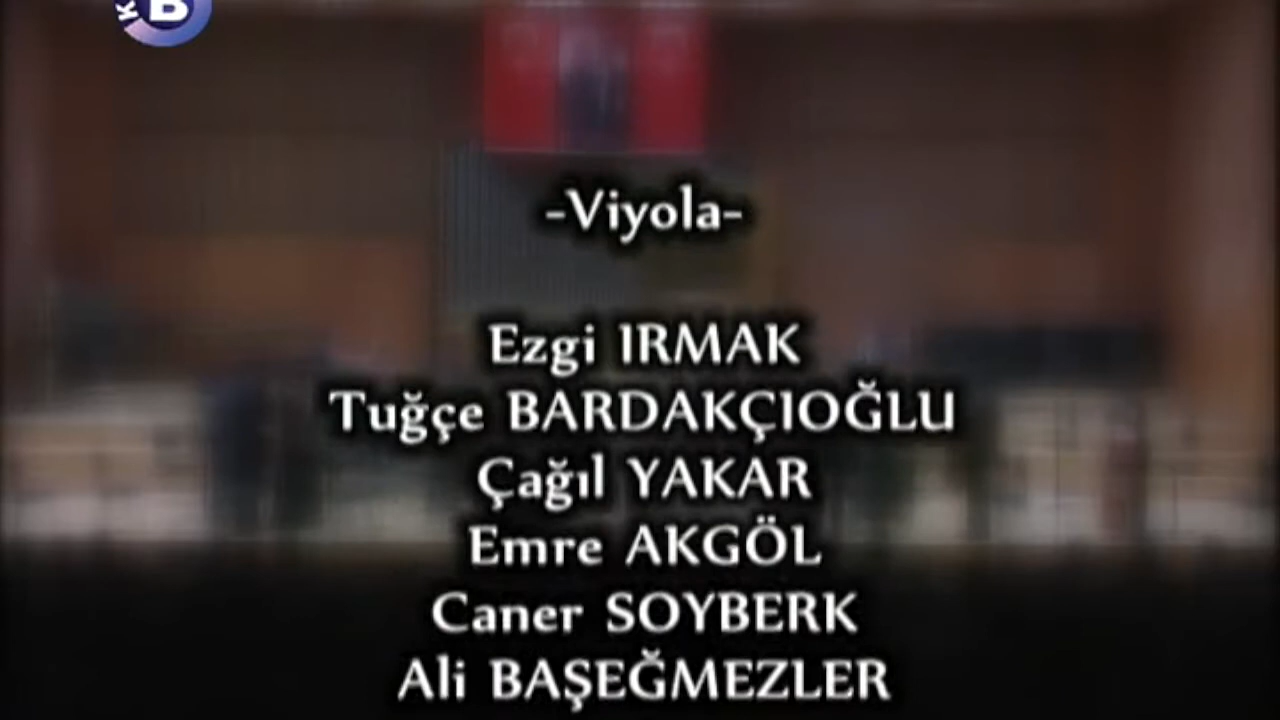 K B
-Viyola-
Ezgi IRMAK
Tuğçe BARDAKÇIOĞLU
Çağıl YAKAR
Emre AKGÖL
Caner SOYBERK
Ali BAŞEĞMEZLER